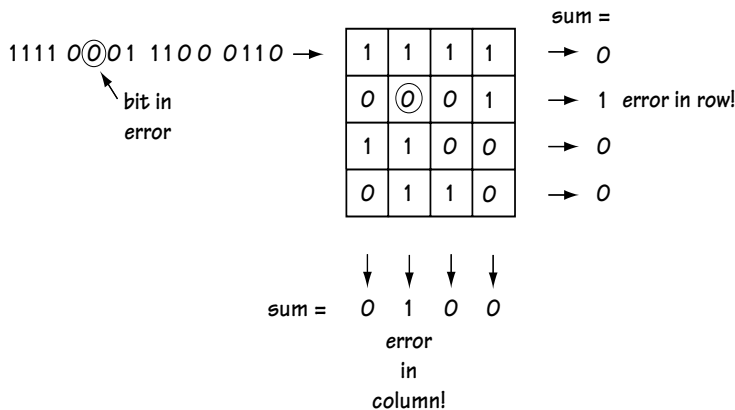 sum =
1111 0001 1100 0110
1 1 1 1
0
0 0 0 1
1 error in row!
bit in
error
1 1 0 0
0
0 1 1 0
0
sum = 0 1 0 0
error
in
column!